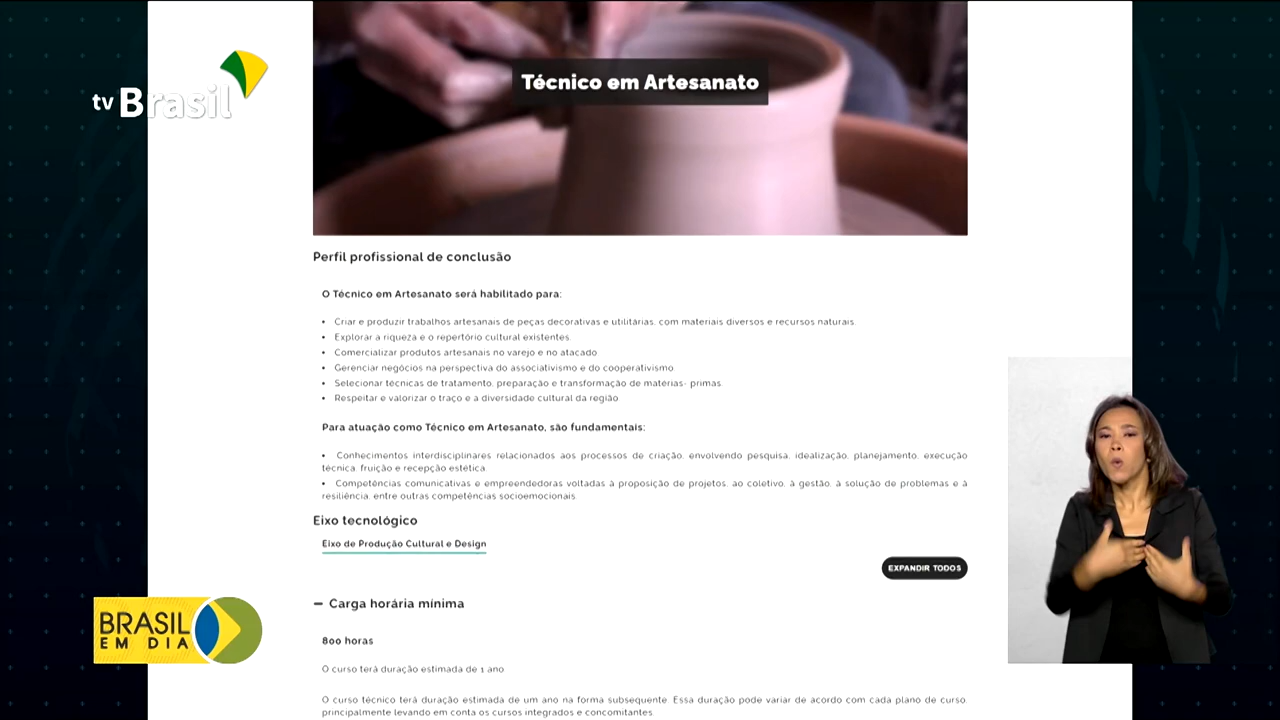 tv Brasil
Técnico em Artesanato
Perfil profissional de conclusão
O Técnico em Artesanato será habilitado para:
• Criar e produzir trabalhos artesanais de peças decorativas e utilitárias, com materiais diversos e recursos naturais.
• Explorar a riqueza e o repertório cultural existentes.
• Comercializar produtos artesanais no varejo e no atacado.
• Gerenciar negócios na perspectiva do associativismo e do cooperativismo.
• Selecionar técnicas de tratamento, preparação e transformação de matérias- primas.
• Respeitar e valorizar o traço e a diversidade cultural da região
Para atuação como Técnico em Artesanato, são fundamentais:
• Conhecimentos interdisciplinares relacionados aos processos de criação, envolvendo pesquisa, idealização, planejamento, execução
técnica, fruição e recepção estética.
• Competências comunicativas e empreendedoras voltadas à proposição de projetos, ao coletivo, à gestão, à solução de problemas e à
resiliência, entre outras competências socioemocionais.
Eixo tecnológico
Eixo de Produção Cultural e Design
EXPANDIR TODOS
– Carga horária mínima
800 horas
O curso terá duração estimada de 1 ano
O curso técnico terá duração estimada de um ano na forma subsequente. Essa duração pode variar de acordo com cada plano de curso,
principalmente levando em conta os cursos integrados e concomitantes.
BRASIL
EM DIA